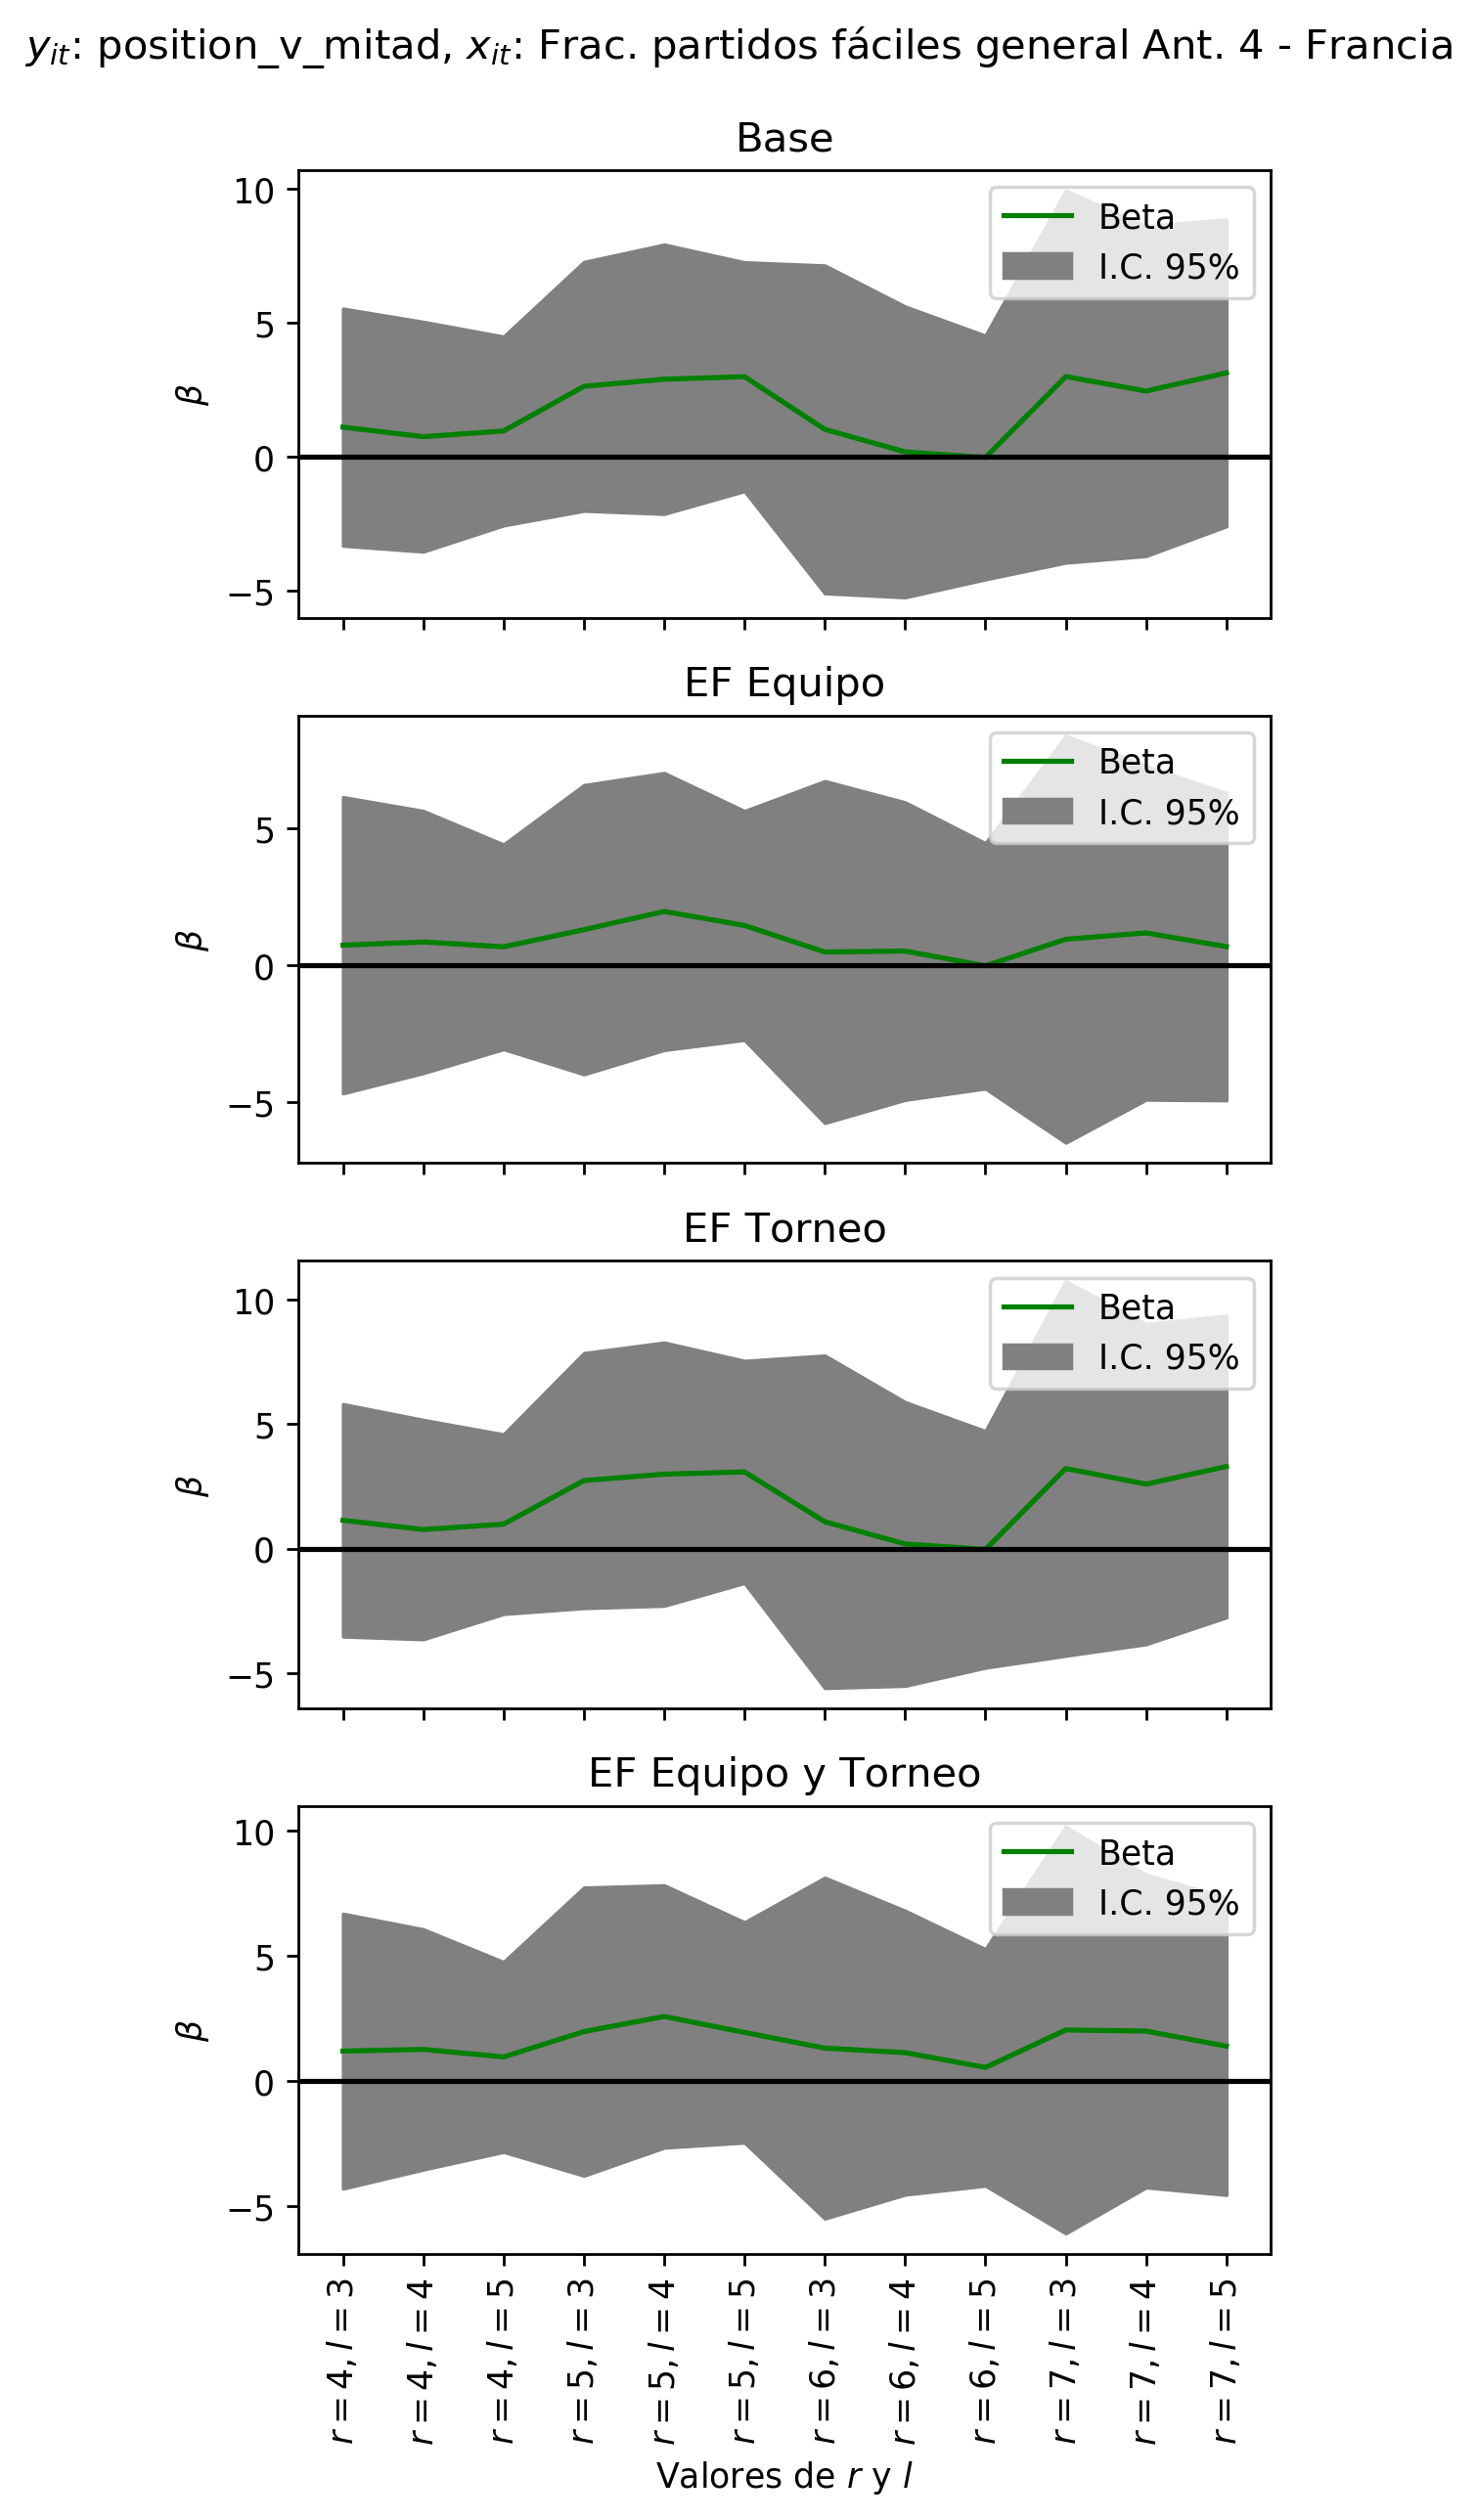 y_it: position_v_mitad, x_it: Frac. partidos fáciles general Ant. 4 - Francia
Base
10
5
0
−5
β
Beta
I.C. 95%
EF Equipo
5
0
−5
β
Beta
I.C. 95%
EF Torneo
10
5
0
−5
β
Beta
I.C. 95%
EF Equipo y Torneo
10
5
0
−5
β
Beta
I.C. 95%
r = 4, l = 3
r = 4, l = 4
r = 4, l = 5
r = 5, l = 3
r = 5, l = 4
r = 5, l = 5
r = 6, l = 3
r = 6, l = 4
r = 6, l = 5
r = 7, l = 3
r = 7, l = 4
r = 7, l = 5
Valores de r y l